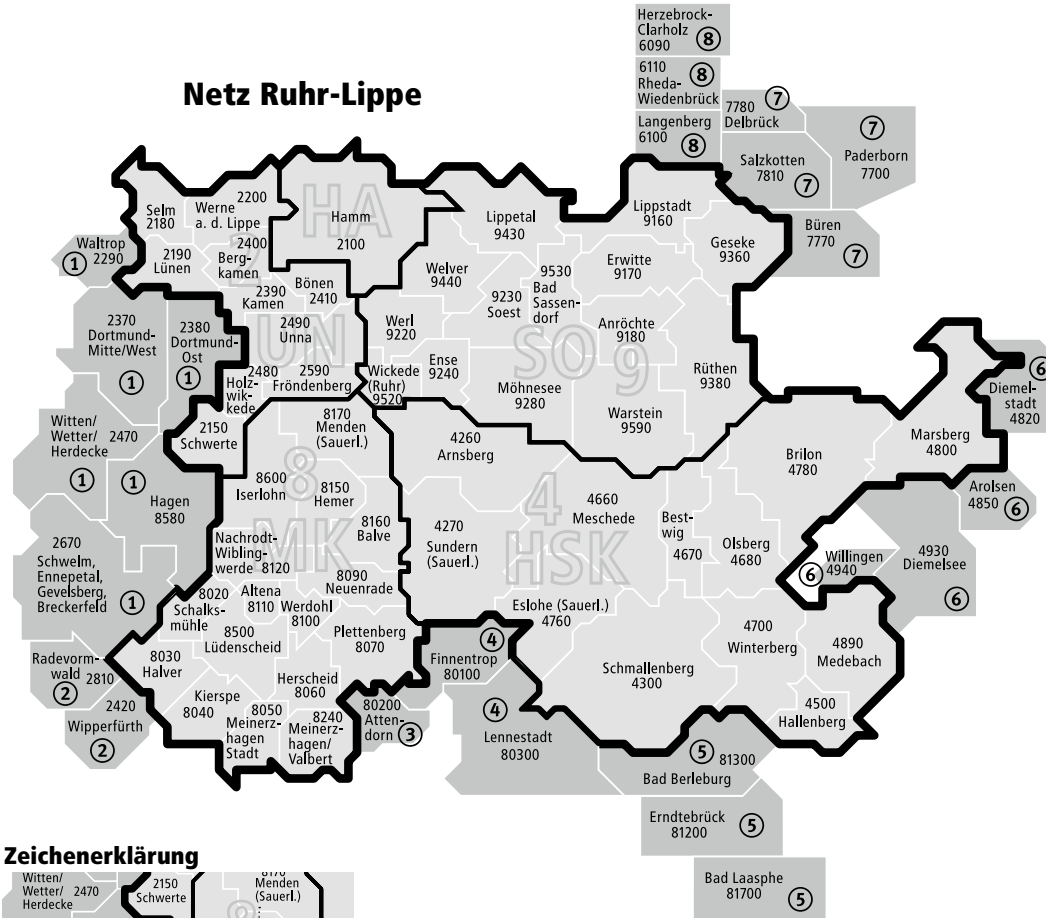 Netz Ruhr-Lippe
Herzebrock-
Clarholz
6090
8
6110
8
Rheda-
Wiedenbrück
Langenberg
6100
8
7780
7
Delbrück
7
Paderborn
7700
Salzkotten
7810
7
Büren
7770
7
HA
Hamm
2100
Selm
2180
Werne
a. d. Lippe
2200
Waltrop
1
2290
2190
Lünen
2
2400
Berg-
kamen
2390
Kamen
Bönen
2410
UN
2490
Unna
2480
Holz-
wik-
kede
2590
Fröndenberg
2150
Schwerte
2370
Dortmund-
Mitte/West
1
2380
Dortmund-
Ost
1
Witten/
Wetter/
Herdecke
2470
1
1
Hagen
8580
2670
Schwelm,
Ennepetal,
Gevelsberg,
Breckerfeld
1
Radevorm-
wald
2810
2
2420
Wipperfürth
2
Lippetal
9430
Lippstadt
9160
Geseke
9360
Welver
9440
9230
Soest
9530
Bad
Sassen-
dorf
Erwitte
9170
Anröchte
9180
SO
9
Werl
9220
Ense
9240
Wickede
(Ruhr)
9520
Möhnesee
9280
Warstein
9590
Rüthen
9380
8
MK
8170
Menden
(Sauerl.)
8600
Iserlohn
8150
Hemer
8160
Balve
Nachrodt-
Wibling-
werde 8120
8090
Neuenrade
8020
Schalks-
mühle
Altena
8110
Werdohl
8100
8500
Lüdenscheid
Plettenberg
8070
8030
Halver
Herscheid
8060
Kierspe
8040
8050
Meinerz-
hagen
Stadt
8240
Meinerz-
hagen/
Valbert
4
HSK
4260
Arnsberg
4270
Sundern
(Sauerl.)
4660
Meschede
Best-
wig
4670
Olsberg
4680
Brilon
4780
Marsberg
4800
Eslohe (Sauerl.)
4760
Schmallenberg
4300
4700
Winterberg
4890
Medebach
4500
Hallenberg
6
Diemel-
stadt
4820
Arolsen
4850
6
Willingen
6
4940
4930
Diemelsee
6
4
Finnentrop
80100
80200
Atten-
dorn
3
4
Lennestadt
80300
5
81300
Bad Berleburg
Erndtebrück
81200
5
Bad Laasphe
81700
5
Zeichenerklärung
Witten/
Wetter/
Herdecke
2470
2150
Schwerte
8170
Menden
(Sauerl.)
8